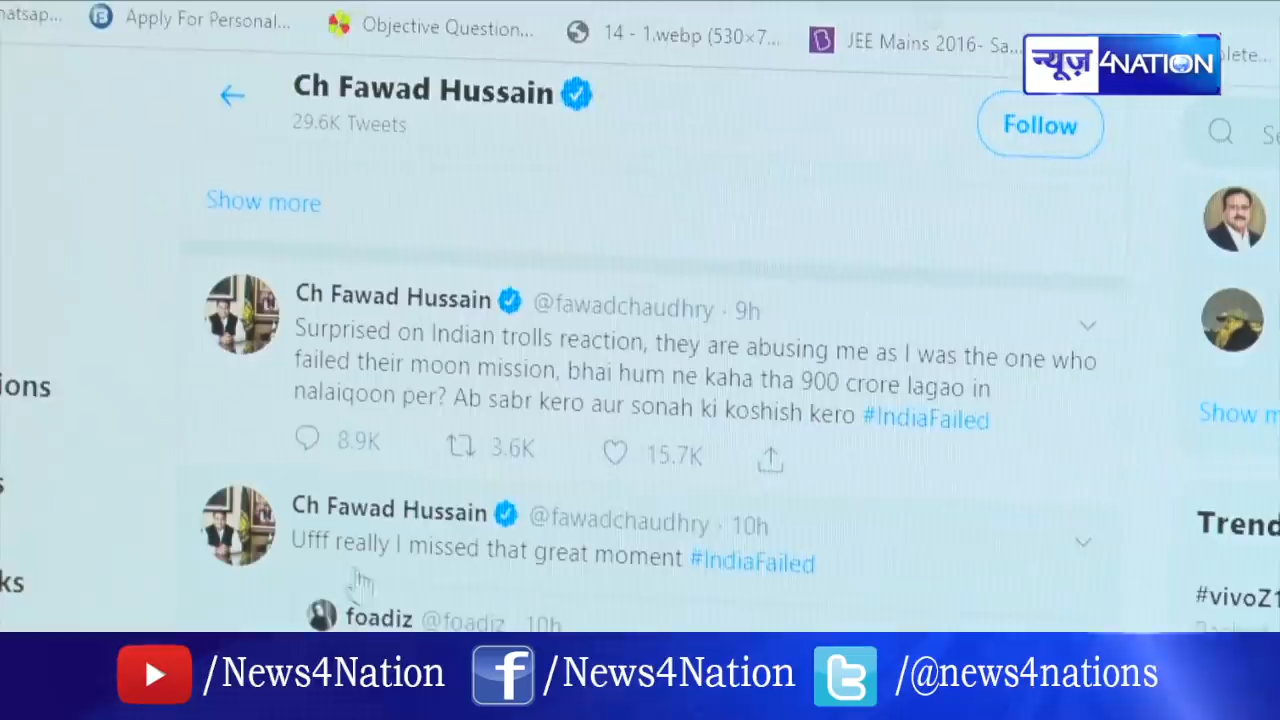 Apply For Personal...
Objective Question...
14 - 1.webp (530×7...
JEE Mains 2016- Sa...
न्यूज़ 4NATION
Ch Fawad Hussain
29.6K Tweets
Follow
Show more
Ch Fawad Hussain @fawadchaudhry · 9h
Surprised on Indian trolls reaction, they are abusing me as I was the one who
failed their moon mission, bhai hum ne kaha tha 900 crore lagao in
nalaiqoon per? Ab sabr kero aur sonah ki koshish kero #IndiaFailed
8.9K 3.6K 15.7K
Show m
Ch Fawad Hussain @fawadchaudhry · 10h
Ufff really I missed that great moment #IndiaFailed
Trend
#vivoZ1
foadiz @foadiz 10h
/News4Nation /News4Nation /@news4nations